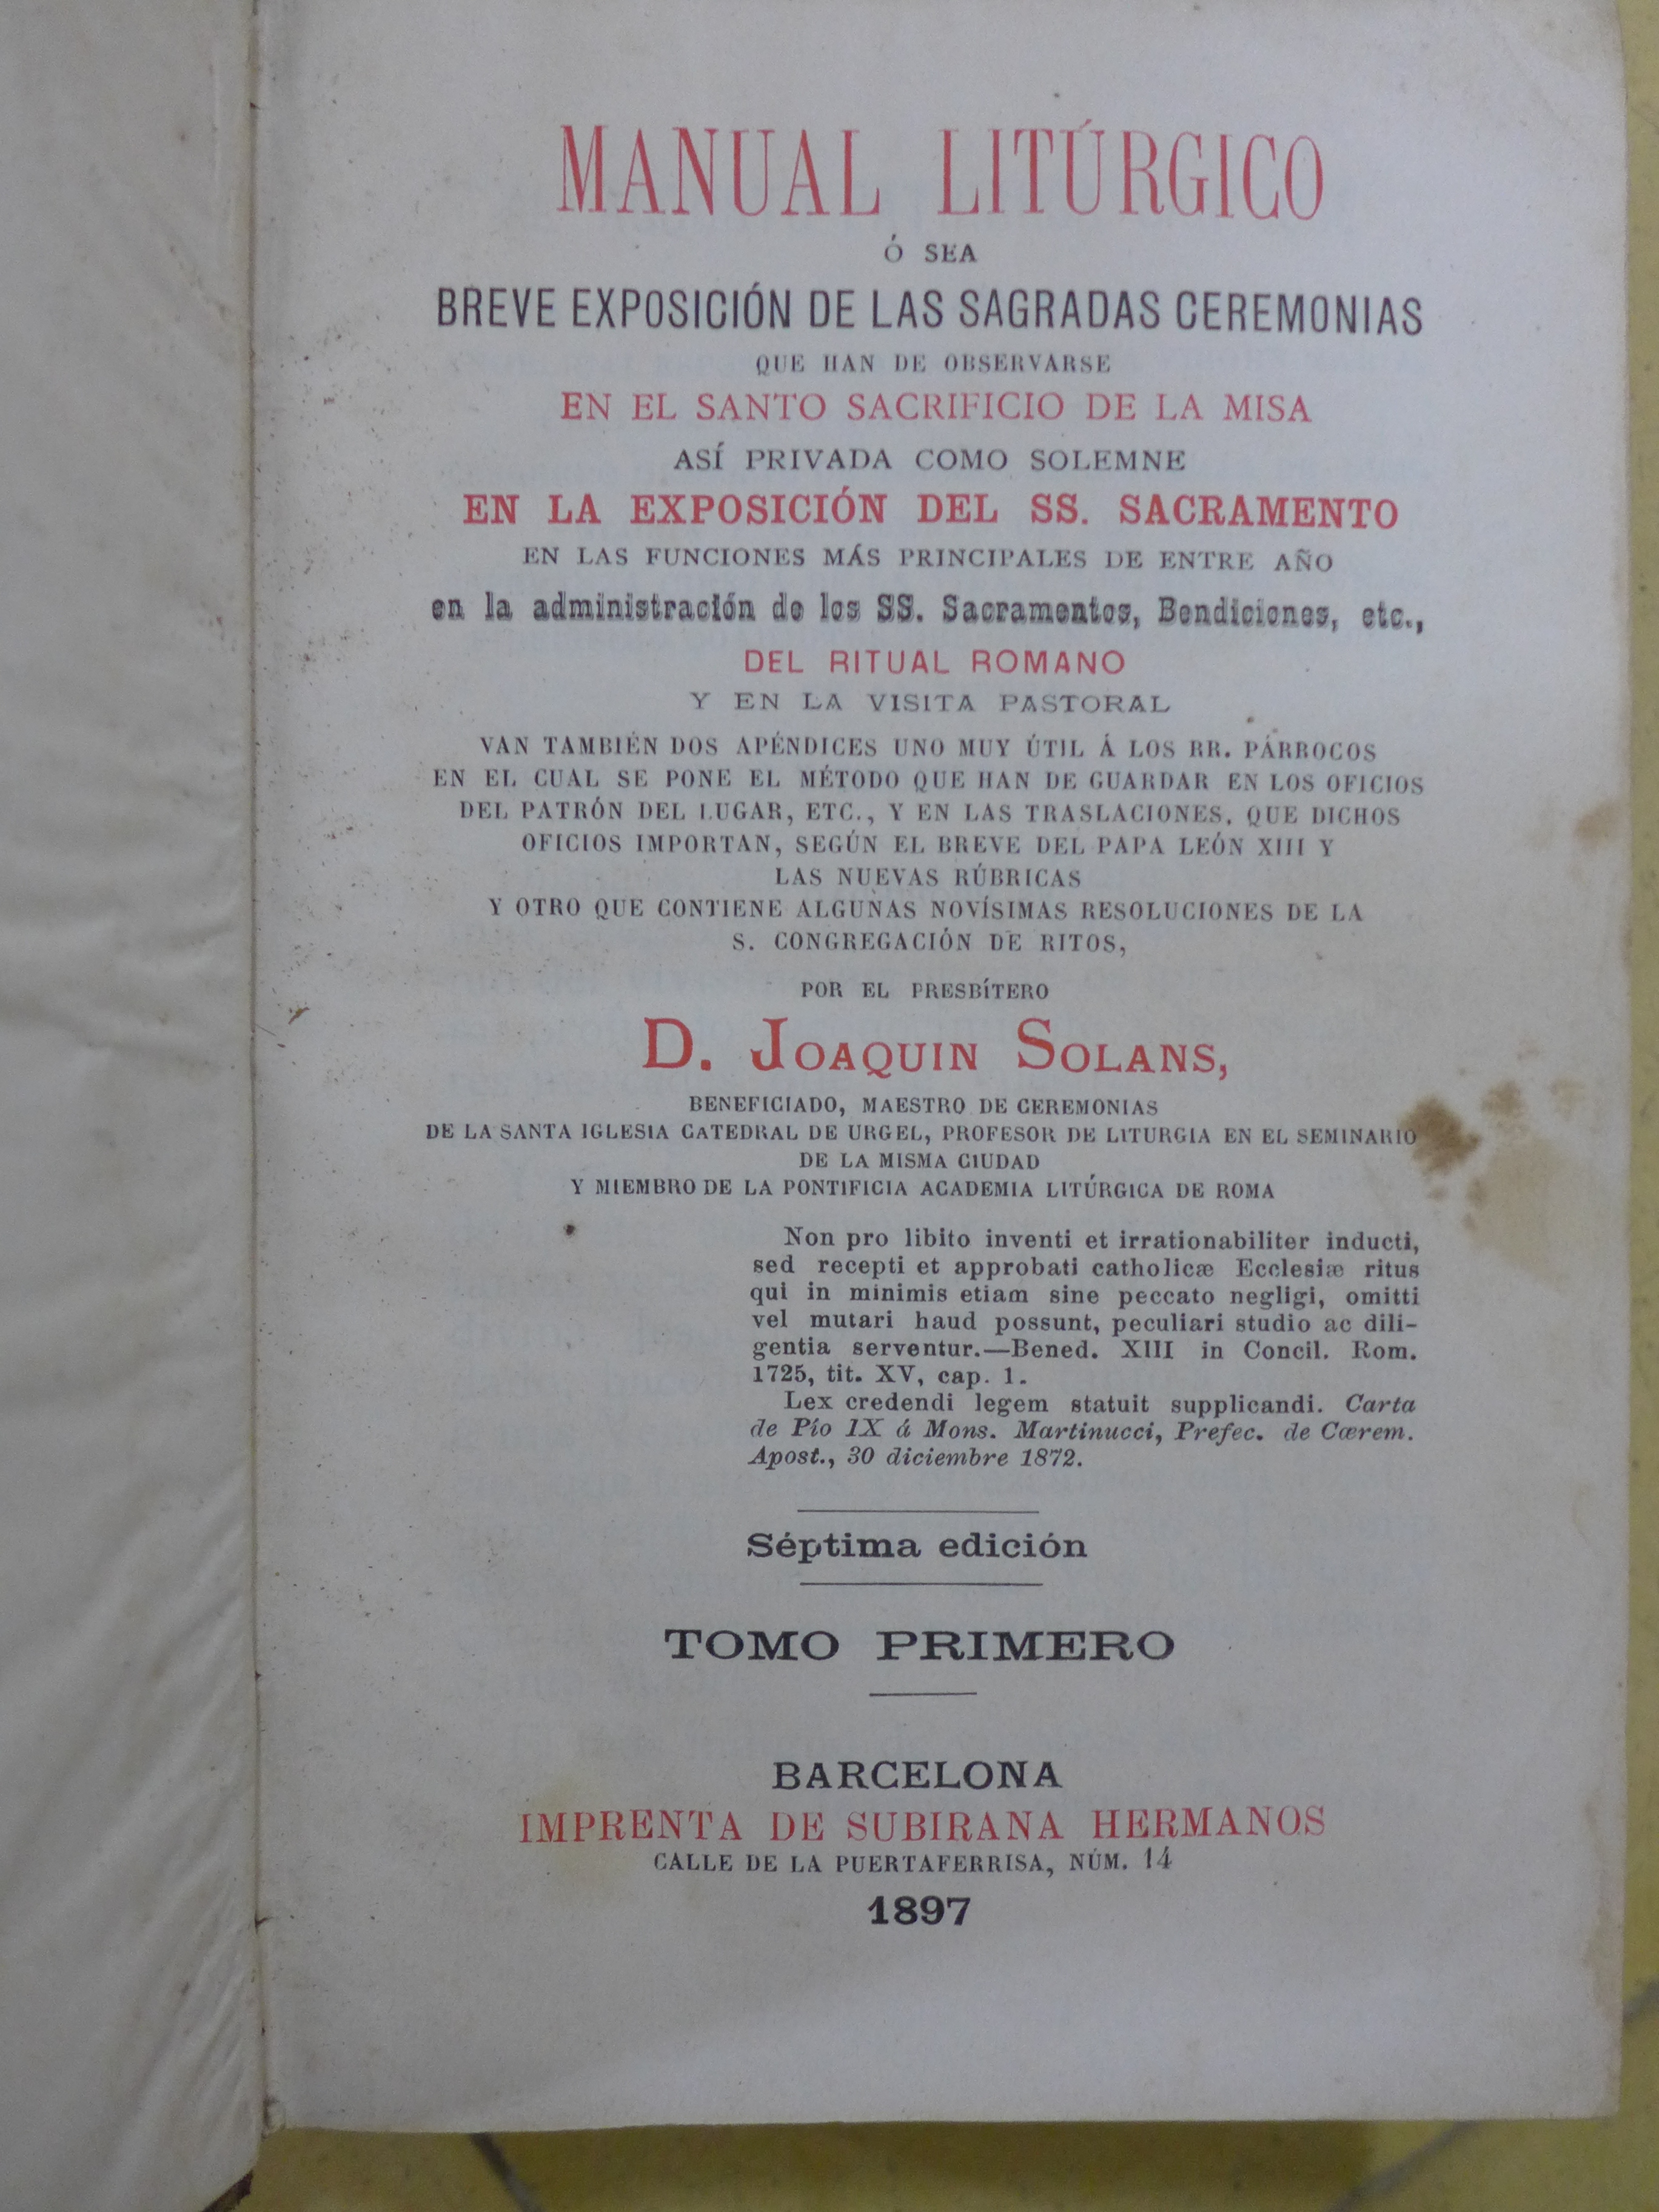 MANUAL LITÚRGICO
Ó SEA
BREVE EXPOSICIÓN DE LAS SAGRADAS CEREMONIAS
QUE HAN DE OBSERVARSE
EN EL SANTO SACRIFICIO DE LA MISA
ASÍ PRIVADA COMO SOLEMNE
EN LA EXPOSICIÓN DEL SS. SACRAMENTO
EN LAS FUNCIONES MÁS PRINCIPALES DE ENTRE AÑO
en la administración de los SS. Sacramentos, Bendiciones, etc.,
DEL RITUAL ROMANO
Y EN LA VISITA PASTORAL
VAN TAMBIÉN DOS APÉNDICES UNO MUY ÚTIL Á LOS RR. PÁRROCOS
EN EL CUAL SE PONE EL MÉTODO QUE HAN DE GUARDAR EN LOS OFICIOS
DEL PATRÓN DEL LUGAR, ETC., Y EN LAS TRASLACIONES, QUE DICHOS
OFICIOS IMPORTAN, SEGÚN EL BREVE DEL PAPA LEÓN XIII Y
LAS NUEVAS RÚBRICAS
Y OTRO QUE CONTIENE ALGUNAS NOVÍSIMAS RESOLUCIONES DE LA
S. CONGREGACIÓN DE RITOS,
POR EL PRESBÍTERO
D. JOAQUIN SOLANS,
BENEFICIADO, MAESTRO DE CEREMONIAS
DE LA SANTA IGLESIA CATEDRAL DE URGEL, PROFESOR DE LITURGIA EN EL SEMINARIO
DE LA MISMA CIUDAD
Y MIEMBRO DE LA PONTIFICIA ACADEMIA LITÚRGICA DE ROMA
Non pro libito inventi et irrationabiliter inducti,
sed recepti et approbati catholicæ Ecclesiæ ritus
qui in minimis etiam sine peccato negligi, omitti
vel mutari haud possunt, peculiari studio ac dili-
gentia serventur.—Bened. XIII in Concil. Rom.
1725, tit. XV, cap. 1.
Lex credendi legem statuit supplicandi. Carta
de Pío IX á Mons. Martinucci, Prefec. de Cærem.
Apost., 30 diciembre 1872.
Séptima edición
TOMO PRIMERO
BARCELONA
IMPRENTA DE SUBIRANA HERMANOS
CALLE DE LA PUERTAFERRISA, NÚM. 14
1897